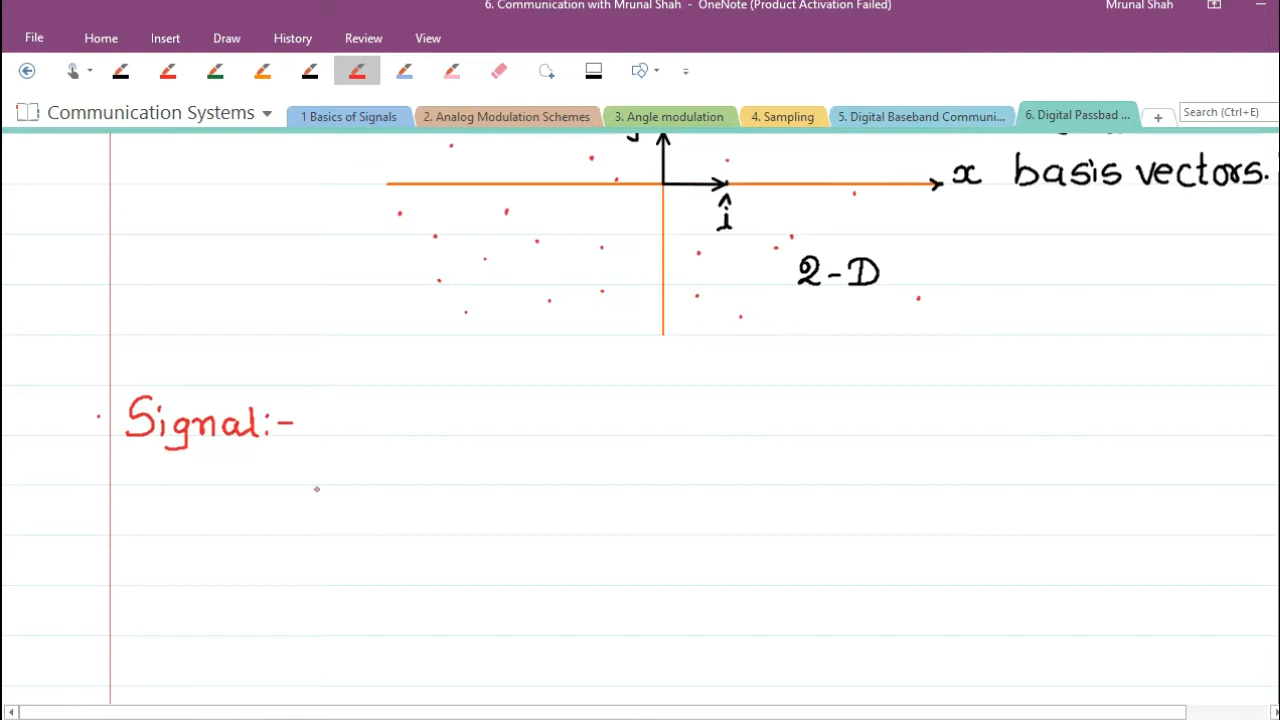 6. Communication with Mrunal Shah - OneNote (Product Activation Failed) Mrunal Shah
File Home Insert Draw History Review View
Communication Systems 1 Basics of Signals 2. Analog Modulation Schemes 3. Angle modulation 4. Sampling 5. Digital Baseband Communi... 6. Digital Passbad ... Search (Ctrl+E)
x basis vectors.
î
2-D
Signal:-